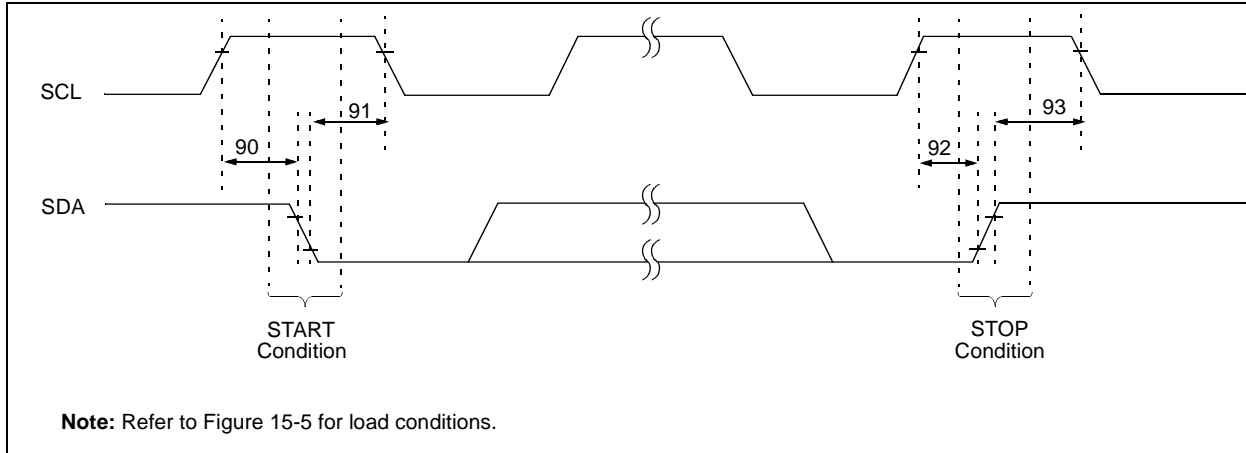 SCL
91
93
90
92
SDA
START
Condition
STOP
Condition
Note: Refer to Figure 15-5 for load conditions.